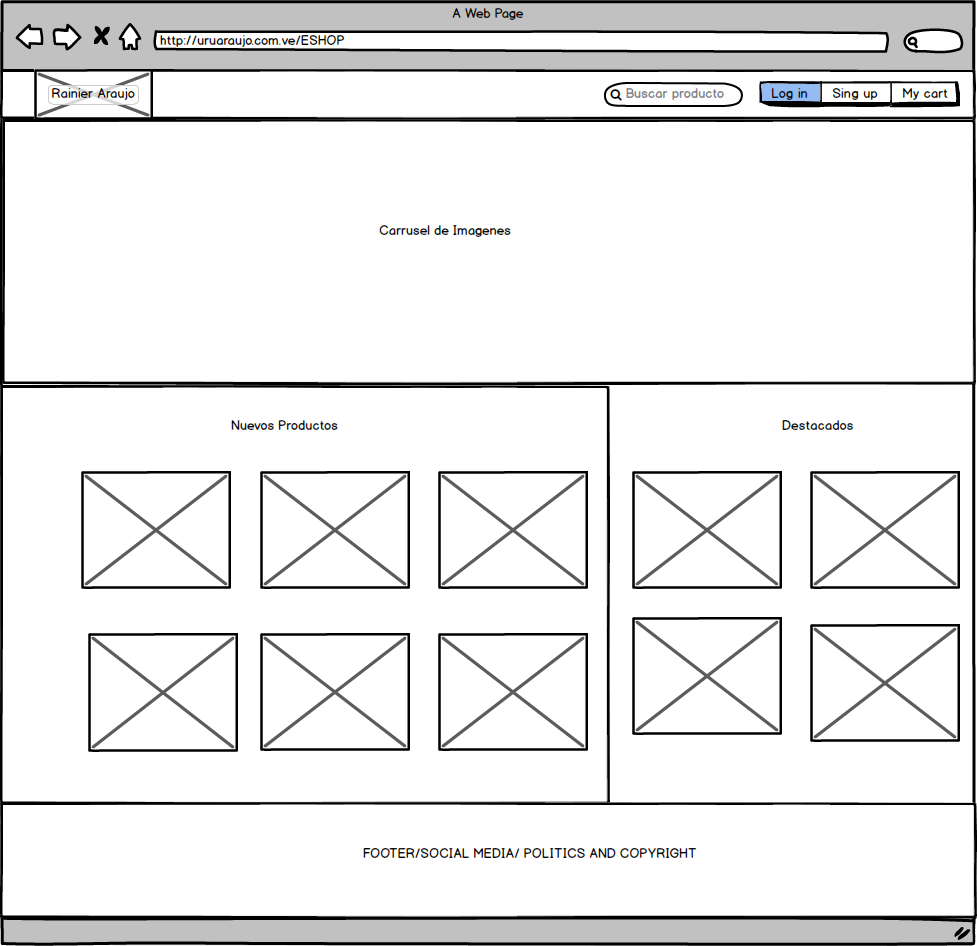 A Web Page
http://uruaraujo.com.ve/ESHOP
Rainier Araujo
Buscar producto
Log in
Sing up
My cart
Carrusel de Imagenes
Nuevos Productos
Destacados
FOOTER/SOCIAL MEDIA/ POLITICS AND COPYRIGHT